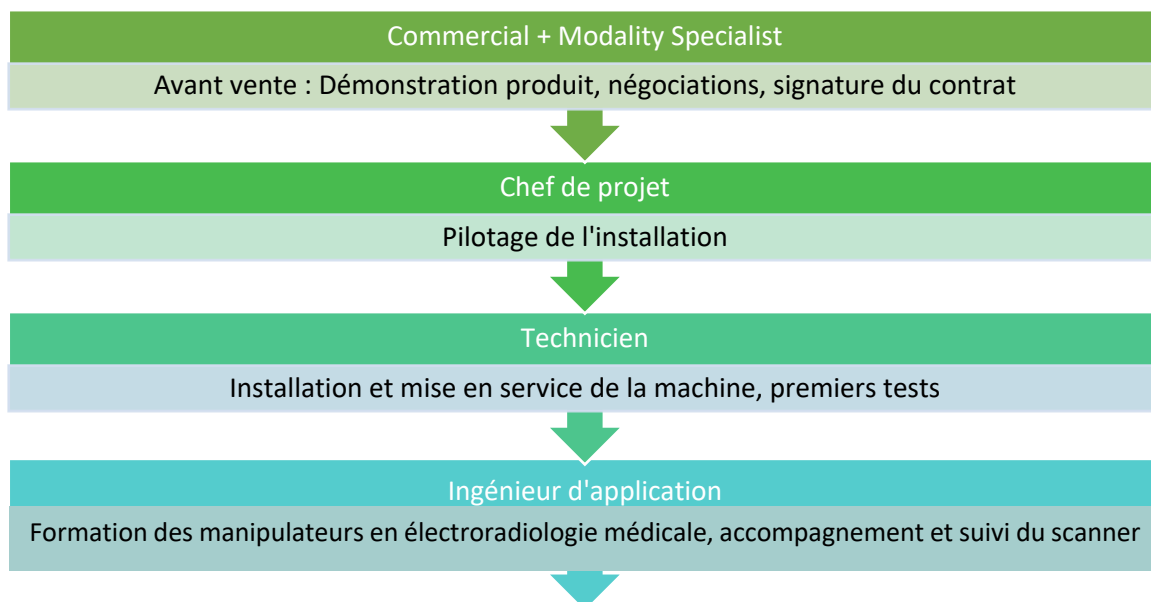 Commercial + Modality Specialist
Avant vente : Démonstration produit, négociations, signature du contrat
Chef de projet
Pilotage de l'installation
Technicien
Installation et mise en service de la machine, premiers tests
Ingénieur d'application
Formation des manipulateurs en électroradiologie médicale, accompagnement et suivi du scanner